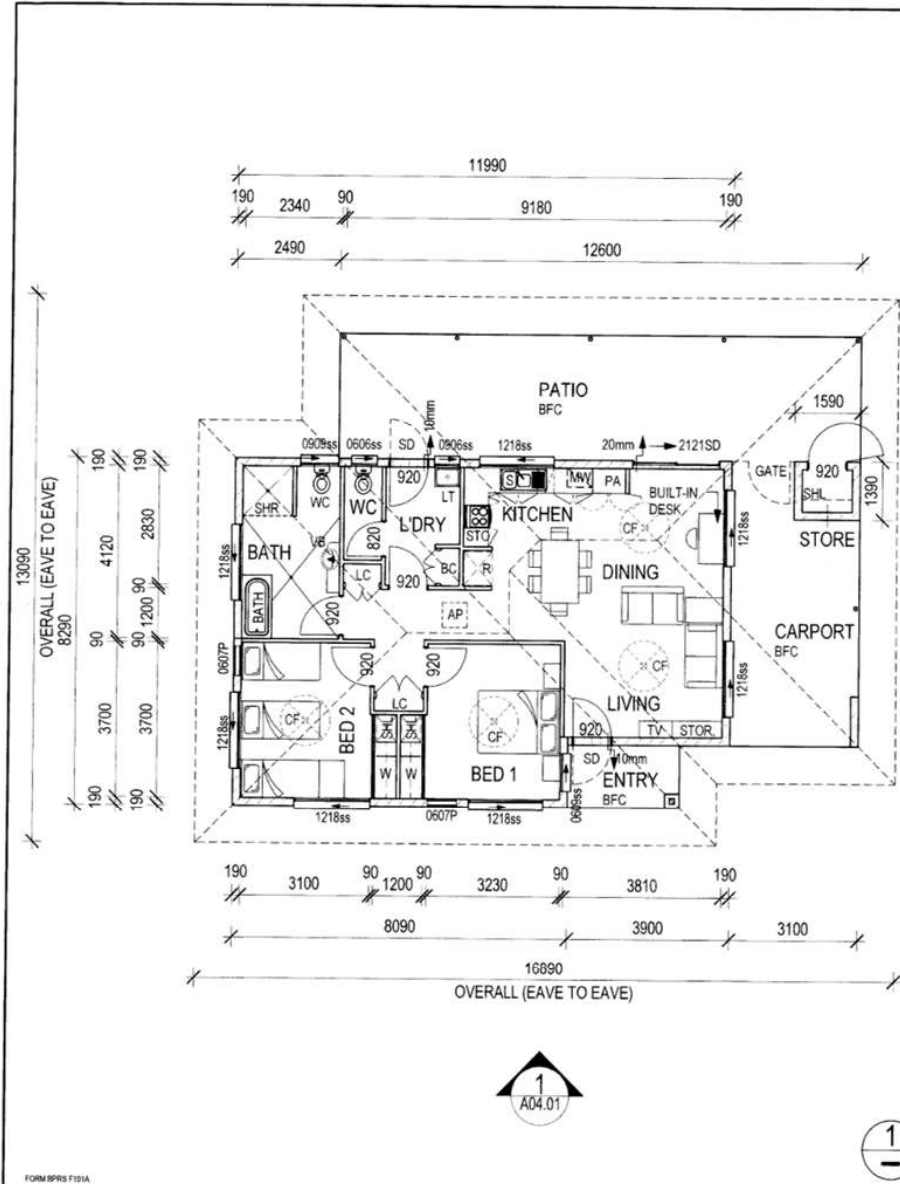 11990
190 2340 90 9180 190
2490 12600
PATIO
BFC
1590
0909ss 0606ss SD 10mm 0906ss 1218ss 20mm 2121SD
GATE 920
SHL
1390
STORE
SHR
WC
WC
920
LT
L'DRY
820
S
MW
PA
KITCHEN
BUILT-IN
DESK
CF
1218ss
STO
BATH
VB
1218ss
BATH
LC
920
BC
R
DINING
920
AP
CARPORT
BFC
0607P
920
920
LC
CF
LIVING
1218ss
1218ss
CF
BED 2
SHL
SHL
W
W
CF
BED 1
920
TV
STOR.
SD
10mm
ENTRY
BFC
0609ss
1218ss 0607P 1218ss
13090
OVERALL (EAVE TO EAVE)
8290
190 4120 90 3700 190
190 2830 90 1200 90 3700 190
190 3100 90 1200 90 3230 90 3810 190
8090 3900 3100
16890
OVERALL (EAVE TO EAVE)
1
A04.01
1
FORM BPRS F101A